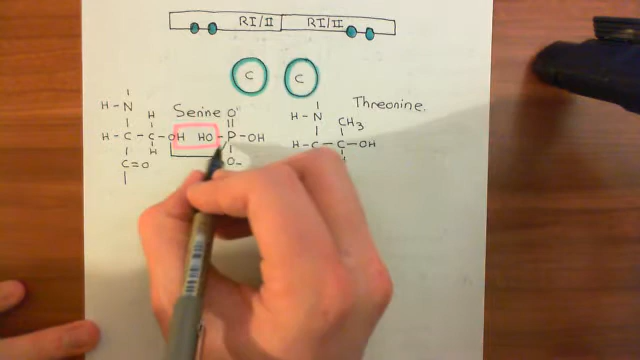 RI/II RI/II
C C
Serine
Threonine.
H-N
H
H-C-C-OH HO-P-OH
H
C=O
O
O-
H-N
CH3
H-C-C-OH